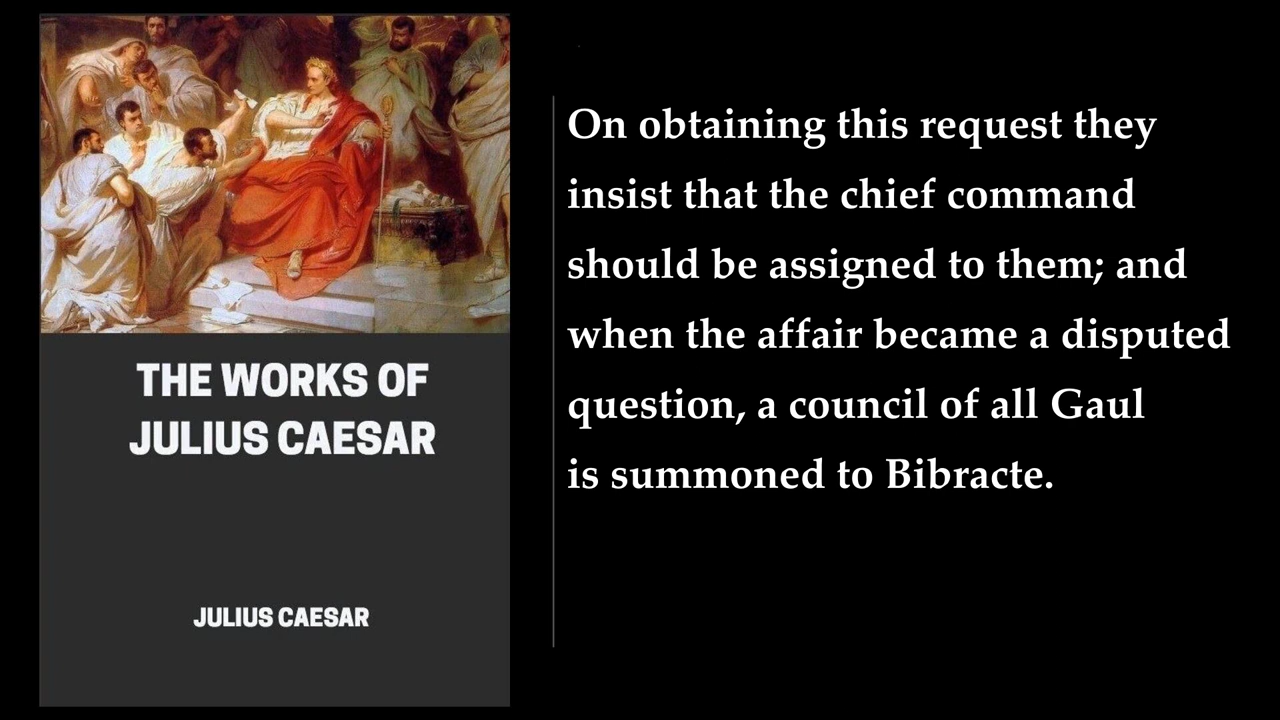 THE WORKS OF
JULIUS CAESAR
JULIUS CAESAR
On obtaining this request they
insist that the chief command
should be assigned to them; and
when the affair became a disputed
question, a council of all Gaul
is summoned to Bibracte.